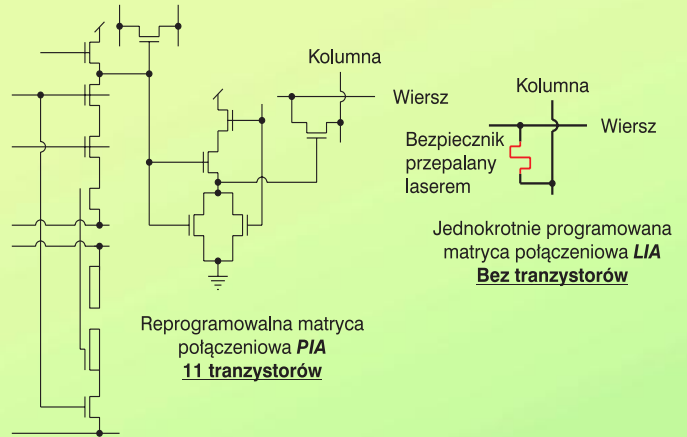 Kolumna
Wiersz
Reprogramowalna matryca
połączeniowa PIA
11 tranzystorów
Kolumna
Wiersz
Bezpiecznik
przepalany
laserem
Jednokrotnie programowana
matryca połączeniowa LIA
Bez tranzystorów